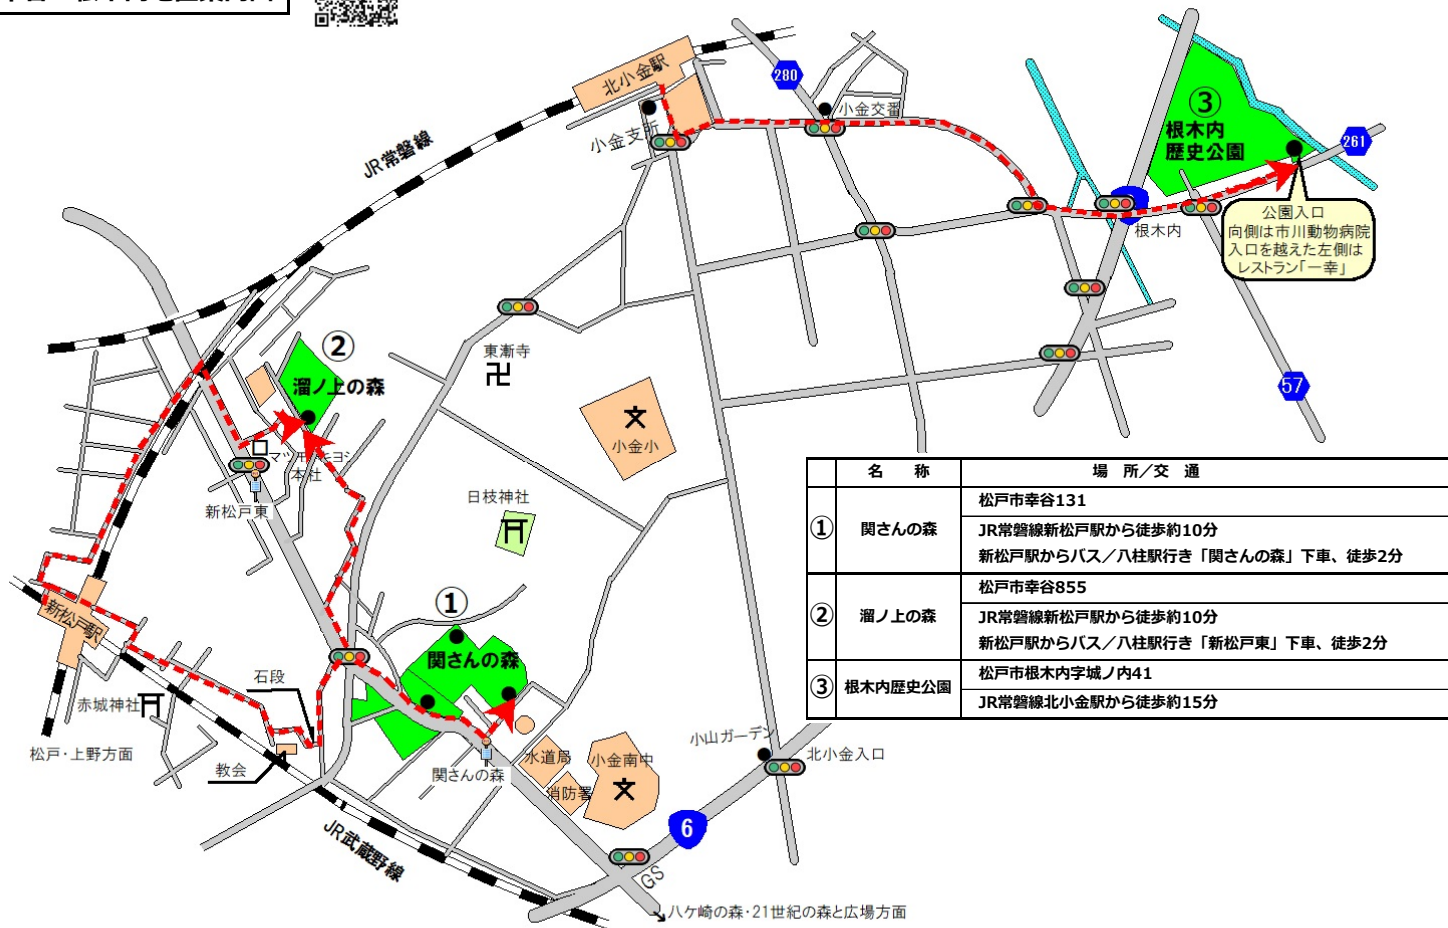 北小金駅
280
小金交番
小金支所
JR常磐線
③
根木内
歴史公園
261
公園入口
向側は市川動物病院
入口を越えた左側は
レストラン「一幸」
根木内
57
②
溜ノ上の森
東漸寺
小金小
本社
新松戸東
日枝神社
①
関さんの森
新松戸駅
石段
赤城神社
松戸・上野方面
教会
関さんの森
水道局
消防署
小金南中
小山ガーデン
北小金入口
6
JR武蔵野線
GS
八ケ崎の森・21世紀の森と広場方面
名 称 場 所/交 通
① 関さんの森 松戸市幸谷131
JR常磐線新松戸駅から徒歩約10分
新松戸駅からバス/八柱駅行き「関さんの森」下車、徒歩2分
② 溜ノ上の森 松戸市幸谷855
JR常磐線新松戸駅から徒歩約10分
新松戸駅からバス/八柱駅行き「新松戸東」下車、徒歩2分
③ 根木内歴史公園 松戸市根木内字城ノ内41
JR常磐線北小金駅から徒歩約15分